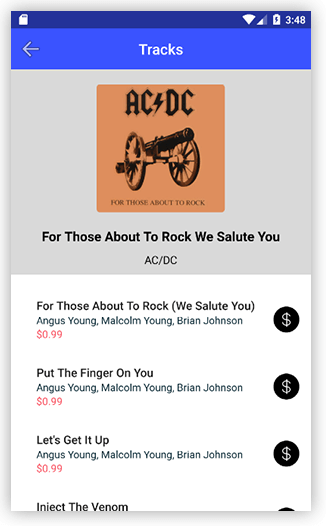 3:48
Tracks
AC/DC
FOR THOSE ABOUT TO ROCK
For Those About To Rock We Salute You
AC/DC
For Those About To Rock (We Salute You)
Angus Young, Malcolm Young, Brian Johnson
$0.99
$
Put The Finger On You
Angus Young, Malcolm Young, Brian Johnson
$0.99
$
Let's Get It Up
Angus Young, Malcolm Young, Brian Johnson
$0.99
$
Inject The Venom